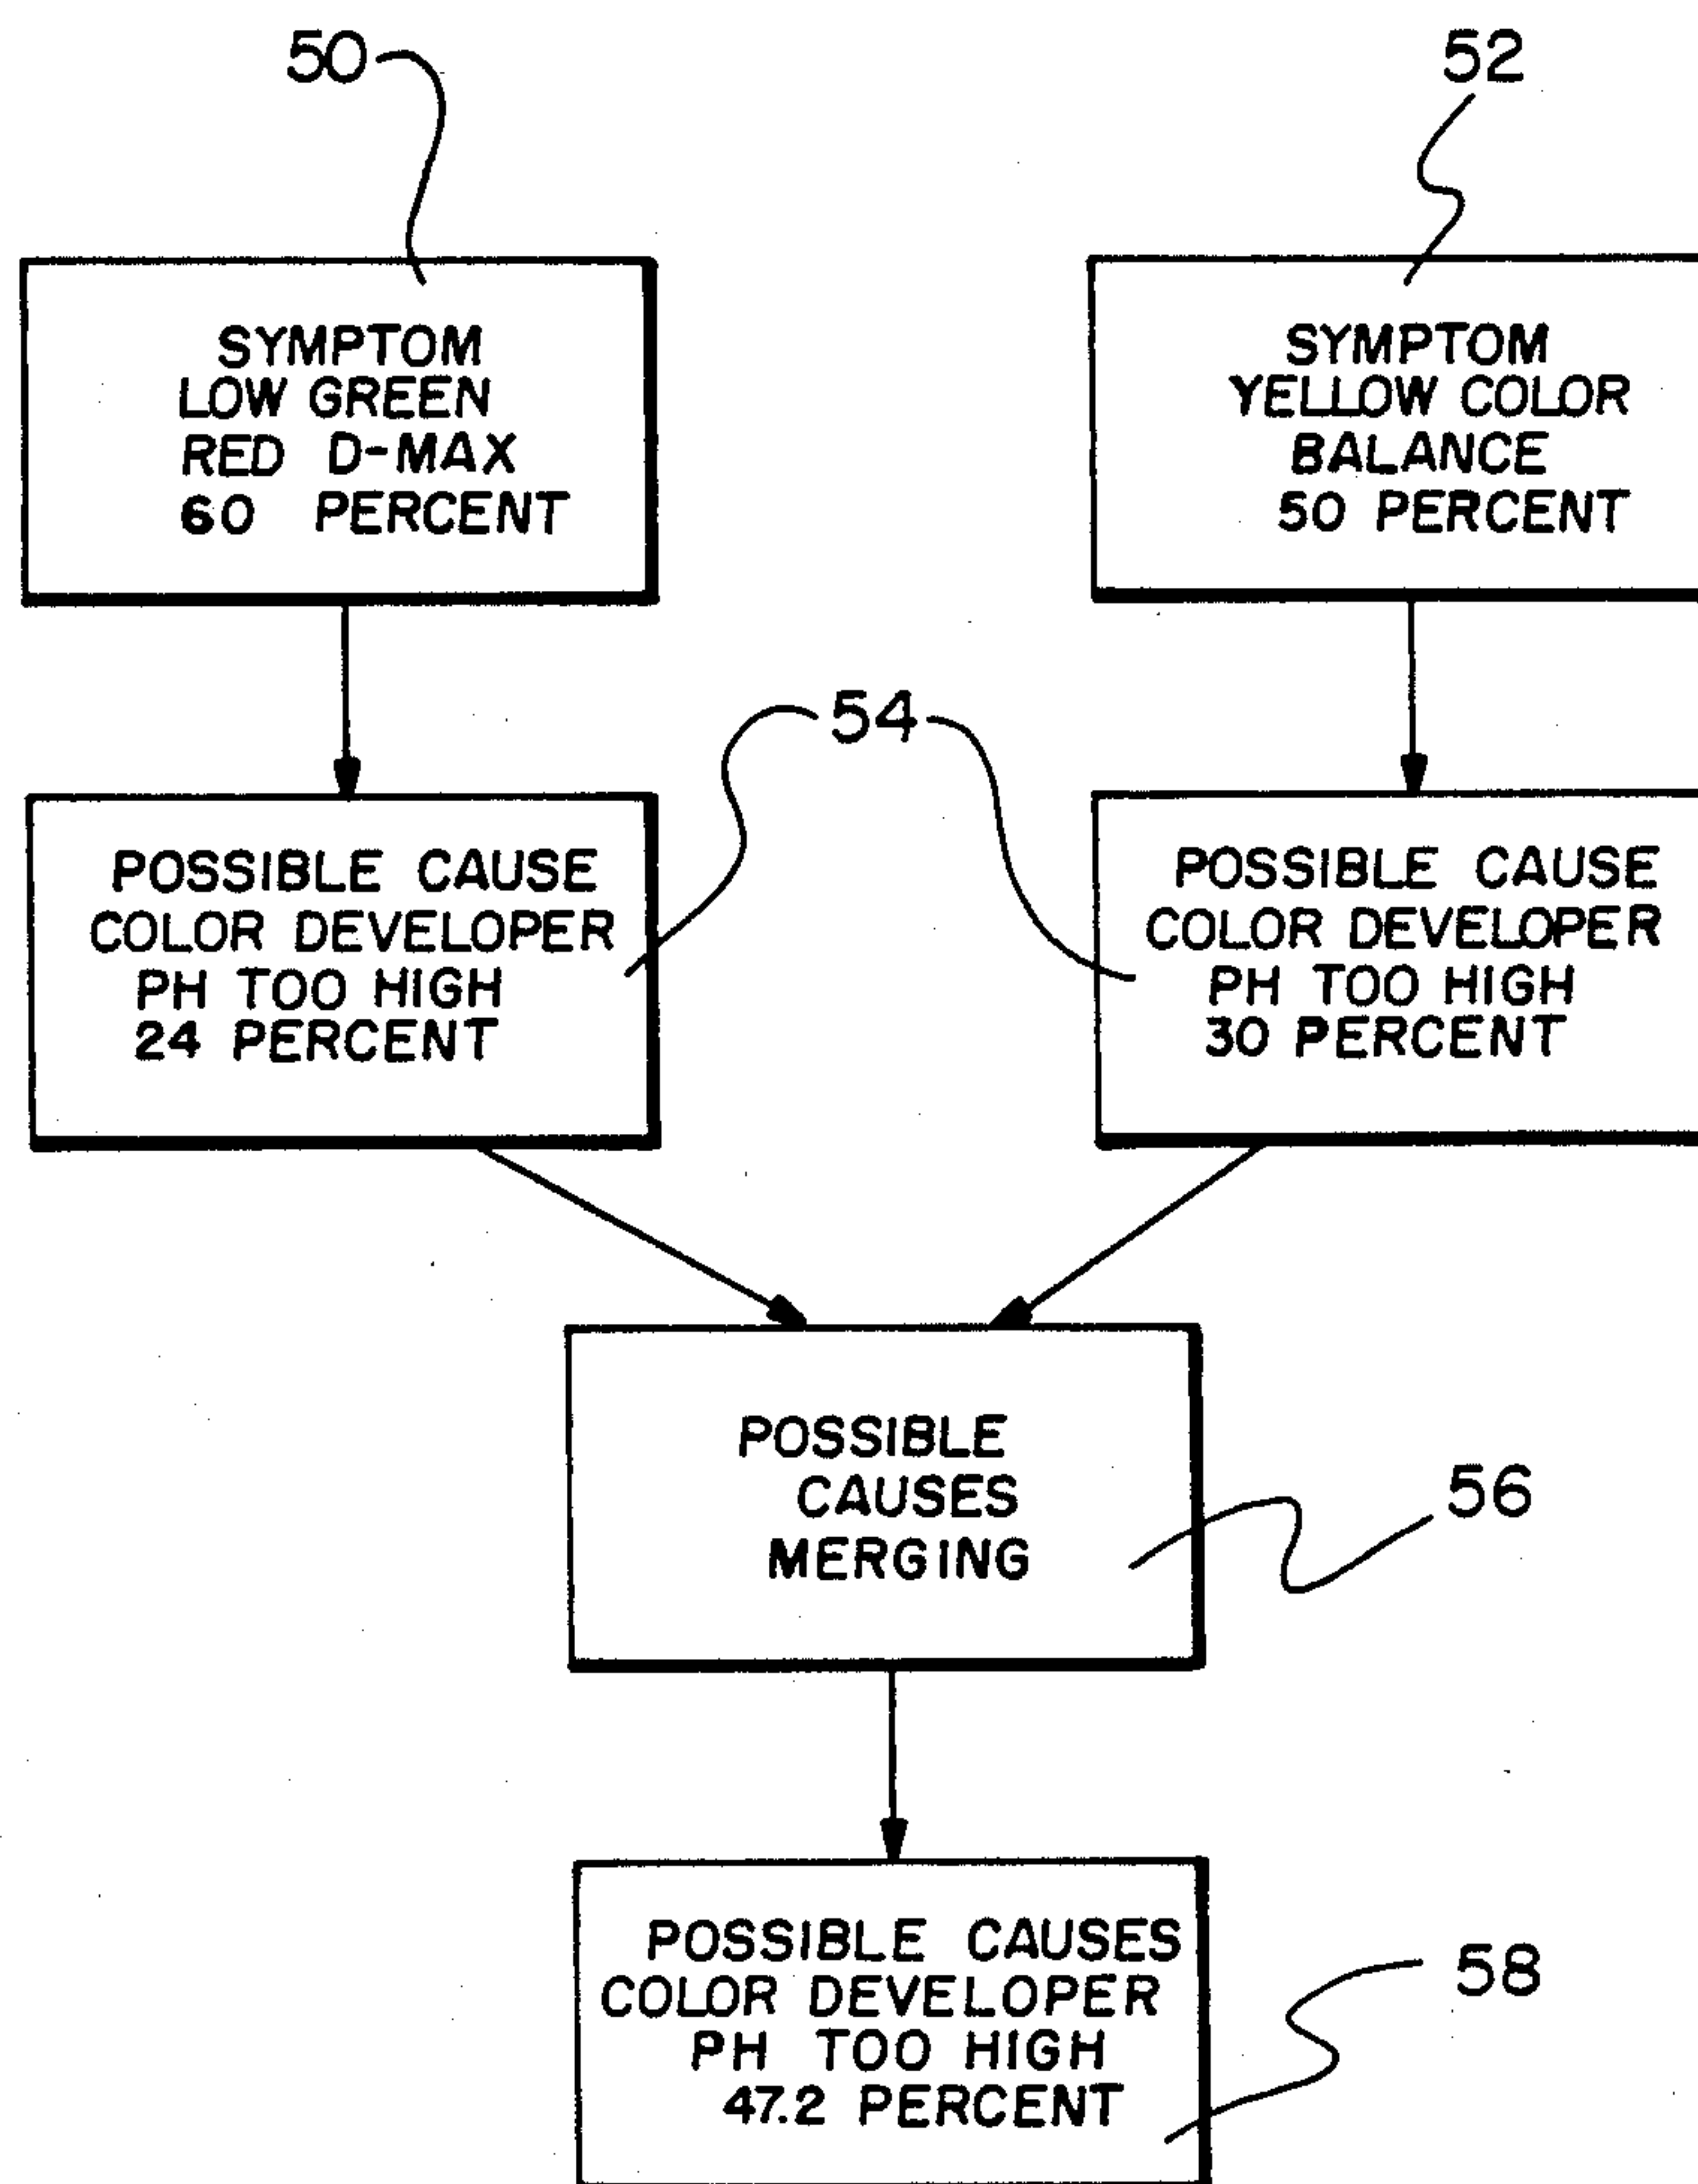 50
52
SYMPTOM
LOW GREEN
RED D-MAX
60 PERCENT
SYMPTOM
YELLOW COLOR
BALANCE
50 PERCENT
54
POSSIBLE CAUSE
COLOR DEVELOPER
PH TOO HIGH
24 PERCENT
POSSIBLE CAUSE
COLOR DEVELOPER
PH TOO HIGH
30 PERCENT
POSSIBLE
CAUSES
MERGING
56
POSSIBLE CAUSES
COLOR DEVELOPER
PH TOO HIGH
47.2 PERCENT
58